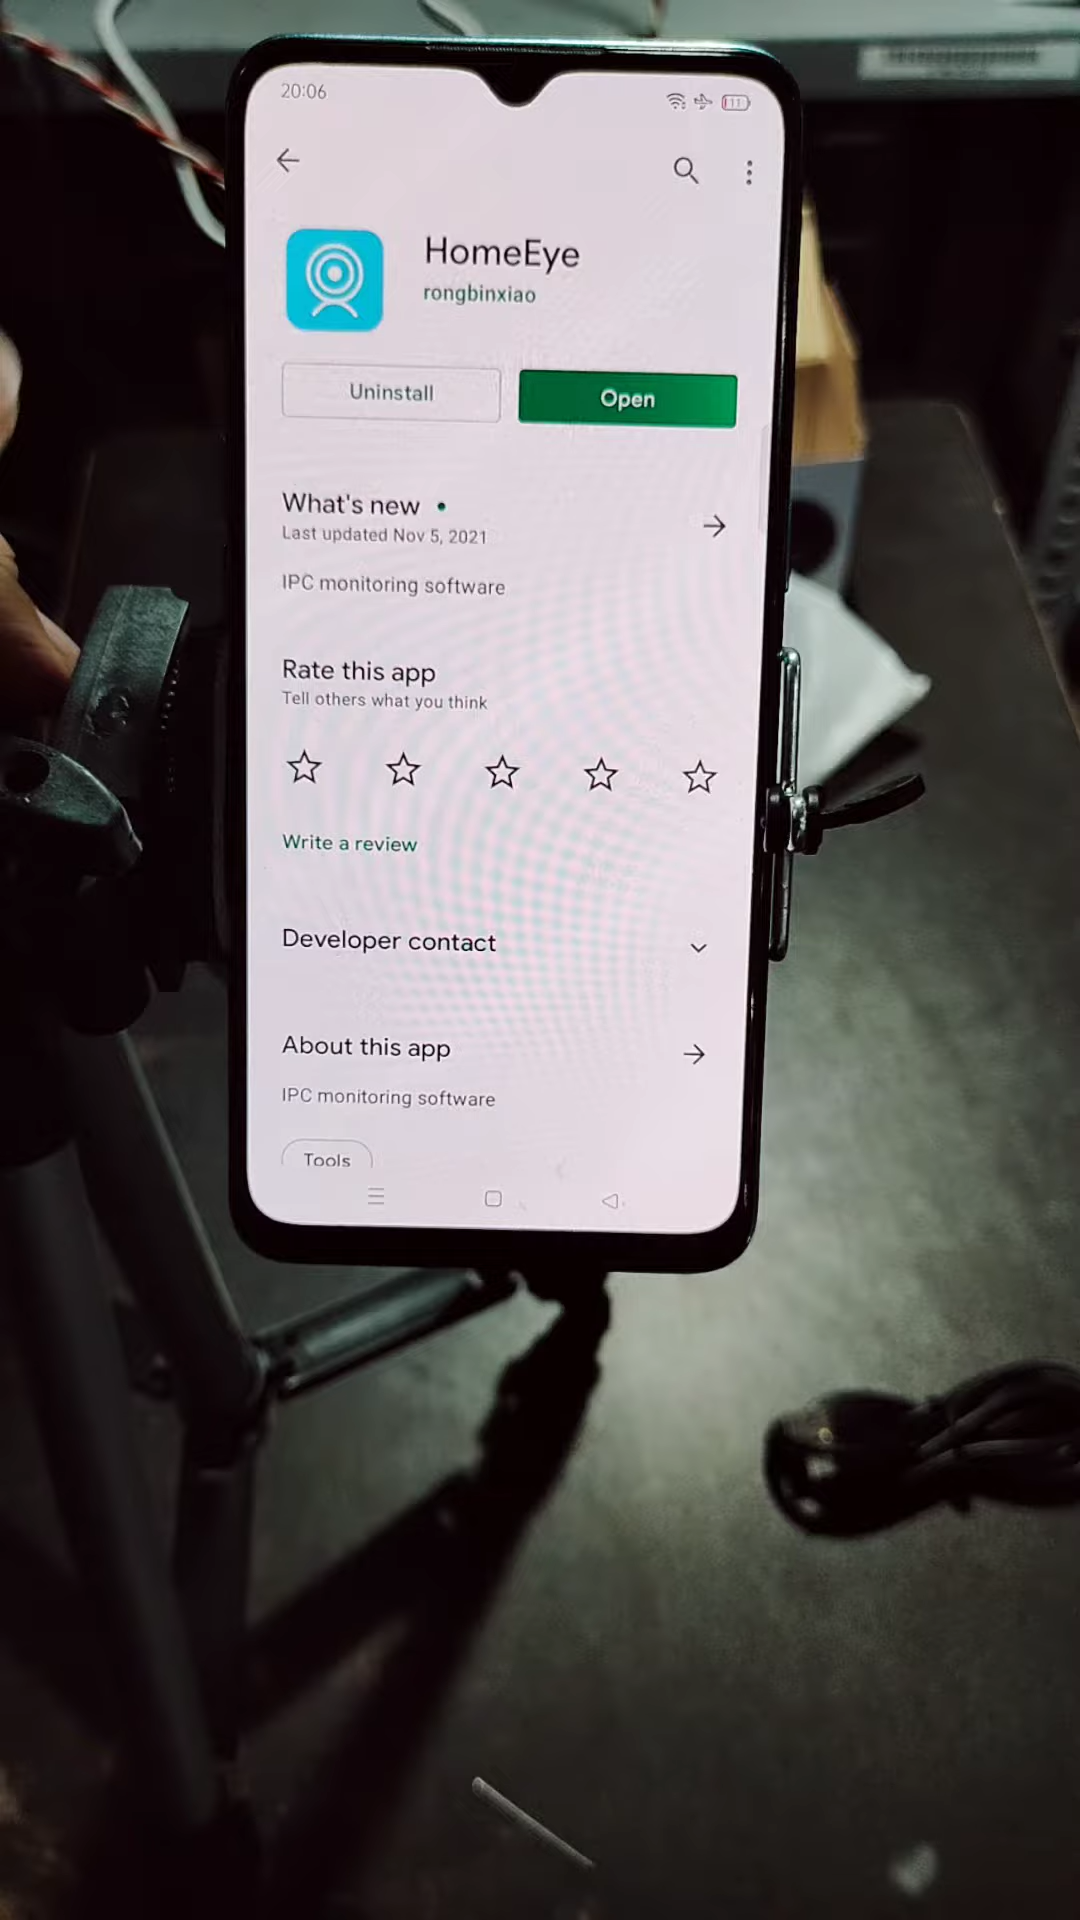 20:06
11
HomeEye
rongbinxiao
Uninstall
Open
What's new •
Last updated Nov 5, 2021
IPC monitoring software
Rate this app
Tell others what you think
Write a review
Developer contact
About this app
IPC monitoring software
Tools